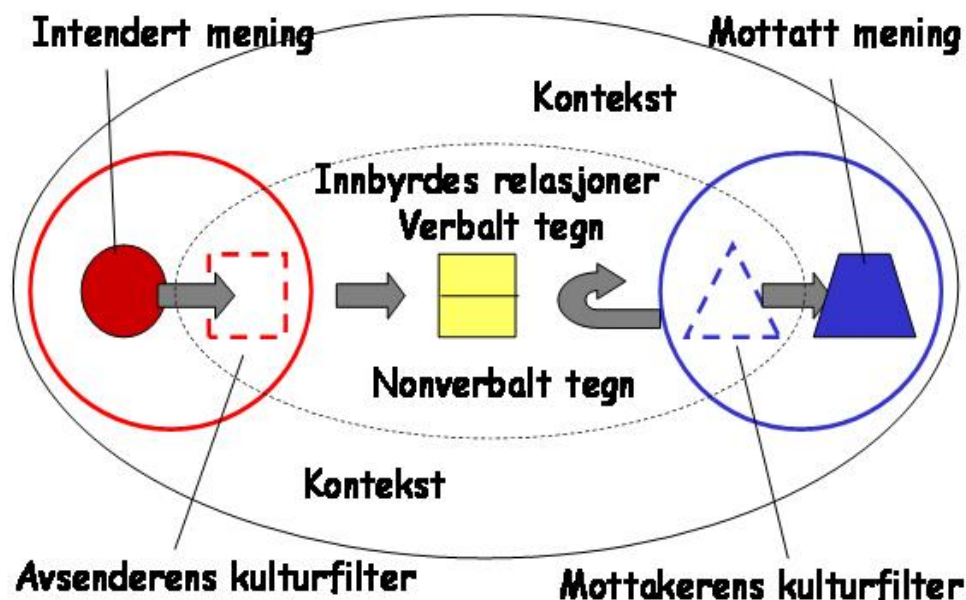 Intendert mening
Mottatt mening
Kontekst
Innbyrdes relasjoner
Verbalt tegn
Nonverbalt tegn
Kontekst
Avsenderens kulturfilter
Mottakerens kulturfilter